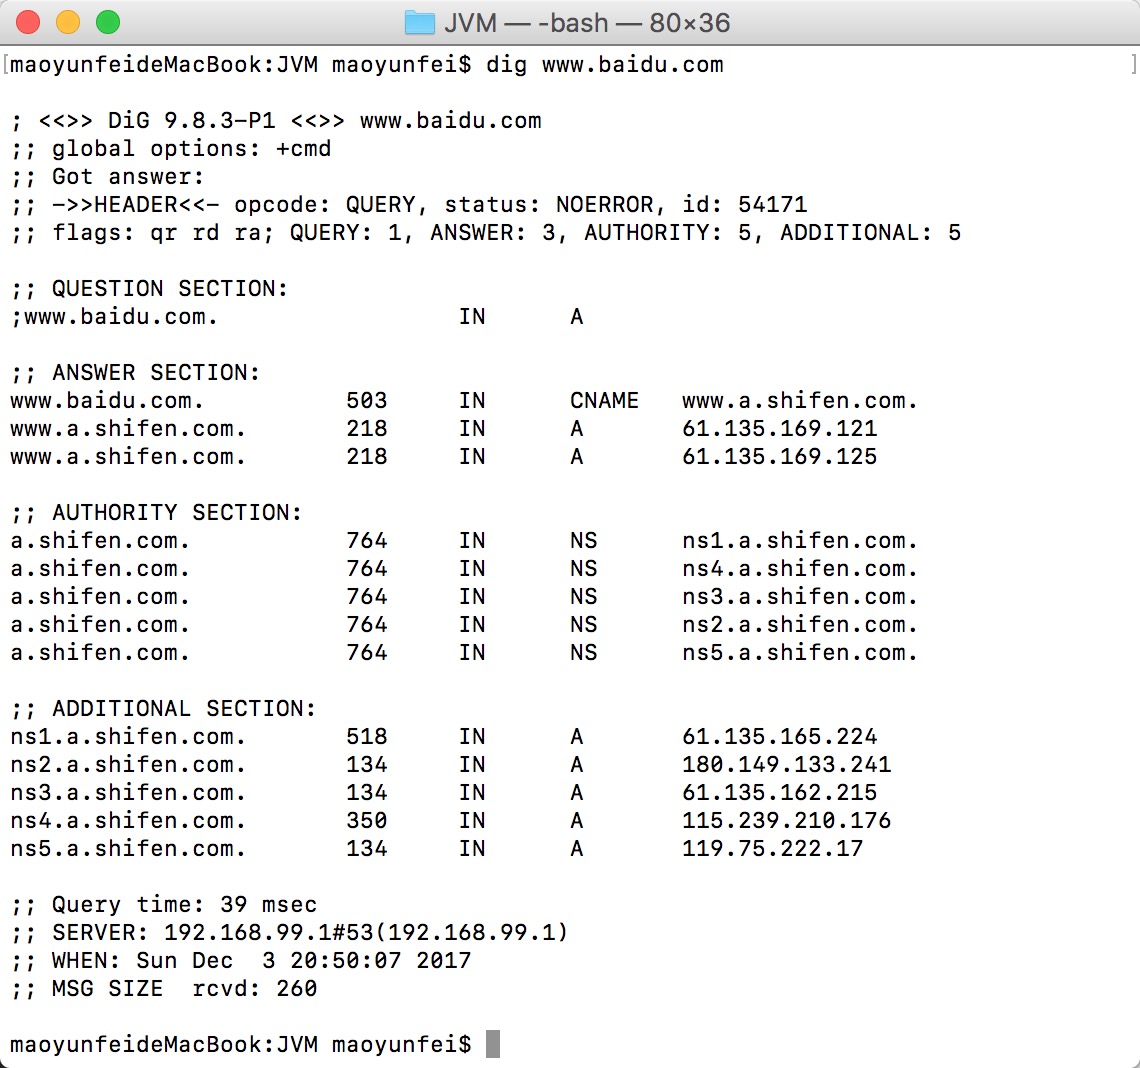 JVM — -bash — 80×36
[maoyunfeideMacBook:JVM maoyunfei$ dig www.baidu.com ]

; <<>> DiG 9.8.3-P1 <<>> www.baidu.com
;; global options: +cmd
;; Got answer:
;; ->>HEADER<<- opcode: QUERY, status: NOERROR, id: 54171
;; flags: qr rd ra; QUERY: 1, ANSWER: 3, AUTHORITY: 5, ADDITIONAL: 5

;; QUESTION SECTION:
;www.baidu.com. IN A

;; ANSWER SECTION:
www.baidu.com. 503 IN CNAME www.a.shifen.com.
www.a.shifen.com. 218 IN A 61.135.169.121
www.a.shifen.com. 218 IN A 61.135.169.125

;; AUTHORITY SECTION:
a.shifen.com. 764 IN NS ns1.a.shifen.com.
a.shifen.com. 764 IN NS ns4.a.shifen.com.
a.shifen.com. 764 IN NS ns3.a.shifen.com.
a.shifen.com. 764 IN NS ns2.a.shifen.com.
a.shifen.com. 764 IN NS ns5.a.shifen.com.

;; ADDITIONAL SECTION:
ns1.a.shifen.com. 518 IN A 61.135.165.224
ns2.a.shifen.com. 134 IN A 180.149.133.241
ns3.a.shifen.com. 134 IN A 61.135.162.215
ns4.a.shifen.com. 350 IN A 115.239.210.176
ns5.a.shifen.com. 134 IN A 119.75.222.17

;; Query time: 39 msec
;; SERVER: 192.168.99.1#53(192.168.99.1)
;; WHEN: Sun Dec  3 20:50:07 2017
;; MSG SIZE  rcvd: 260

maoyunfeideMacBook:JVM maoyunfei$